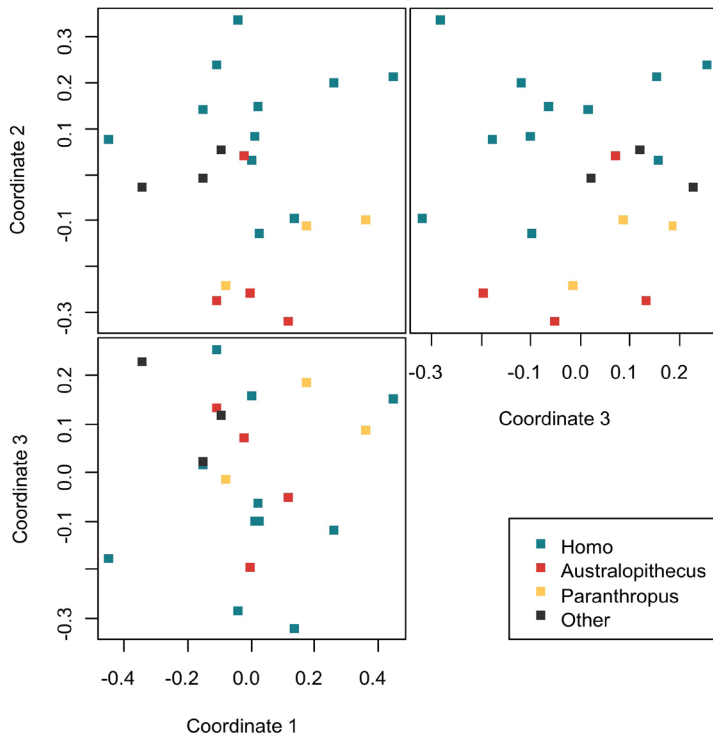 Coordinate 2
0.3
0.2
0.1
-0.1
-0.3
-0.3
-0.1
0.0
0.1
0.2
Coordinate 3
Coordinate 3
0.2
0.1
0.0
-0.1
-0.3
-0.4
-0.2
0.0
0.2
0.4
Coordinate 1
Homo
Australopithecus
Paranthropus
Other